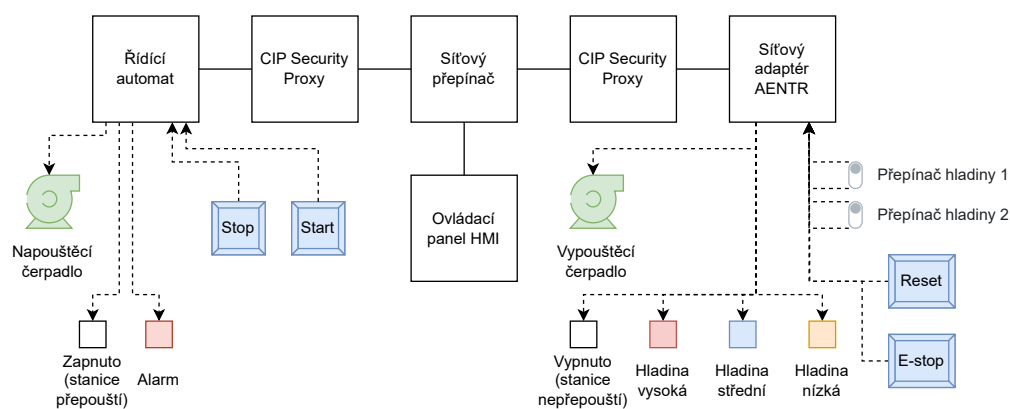 Řídící
automat
CIP Security
Proxy
Síťový
přepínač
CIP Security
Proxy
Síťový
adaptér
AENTR
Napouštěcí
čerpadlo
Stop
Start
Ovládací
panel HMI
Vypouštěcí
čerpadlo
Přepínač hladiny 1
Přepínač hladiny 2
Reset
E-stop
Zapnuto
(stanice
přepouští)
Alarm
Vypnuto
(stanice
nepřepouští)
Hladina
vysoká
Hladina
střední
Hladina
nízká